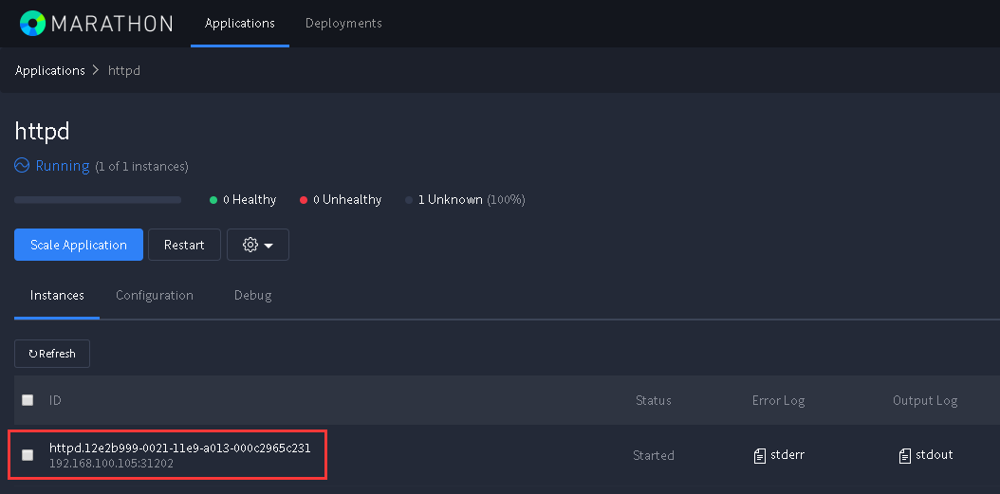 MARATHON Applications Deployments
Applications > httpd
httpd
Running (1 of 1 instances)
0 Healthy 0 Unhealthy 1 Unknown (100%)
Scale Application Restart
Instances Configuration Debug
Refresh
ID Status Error Log Output Log
httpd.12e2b999-0021-11e9-a013-000c2965c231
192.168.100.105:31202
Started stderr stdout